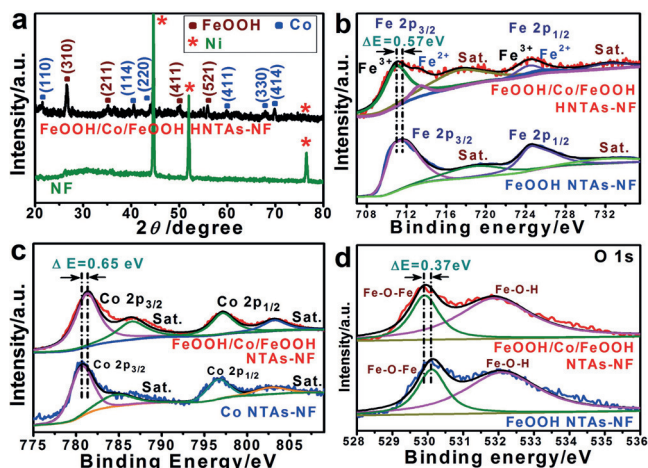 a
FeOOH
Co
Ni
(110)
(310)
(211)
(114)
(220)
(411)
(521)
(411)
(330)
(414)
FeOOH/Co/FeOOH HNTAs-NF
NF
Intensity/a.u.
20 30 40 50 60 70 80
2θ /degree
b
Fe 2p3/2
Fe 2p1/2
ΔE=0.57eV
Fe3+
Fe2+
Sat.
Fe3+
Fe2+
Sat.
FeOOH/Co/FeOOH
HNTAs-NF
Fe 2p3/2
Fe 2p1/2
Sat.
Sat.
FeOOH NTAs-NF
Intensity/a.u.
708 712 716 720 724 728 732
Binding energy/eV
c
Δ E=0.65 eV
Co 2p3/2
Sat.
Co 2p1/2
Sat.
FeOOH/Co/FeOOH
NTAs-NF
Co 2p3/2
Sat.
Co 2p1/2
Sat.
Co NTAs-NF
Intensity/a.u.
775 785 795 805
Binding Energy/eV
d
O 1s
ΔE=0.37eV
Fe-O-Fe
Fe-O-H
FeOOH/Co/FeOOH
NTAs-NF
Fe-O-Fe
Fe-O-H
FeOOH NTAs-NF
Intensity/a.u.
528 529 530 531 532 533 534 535 536
Binding Energy/eV